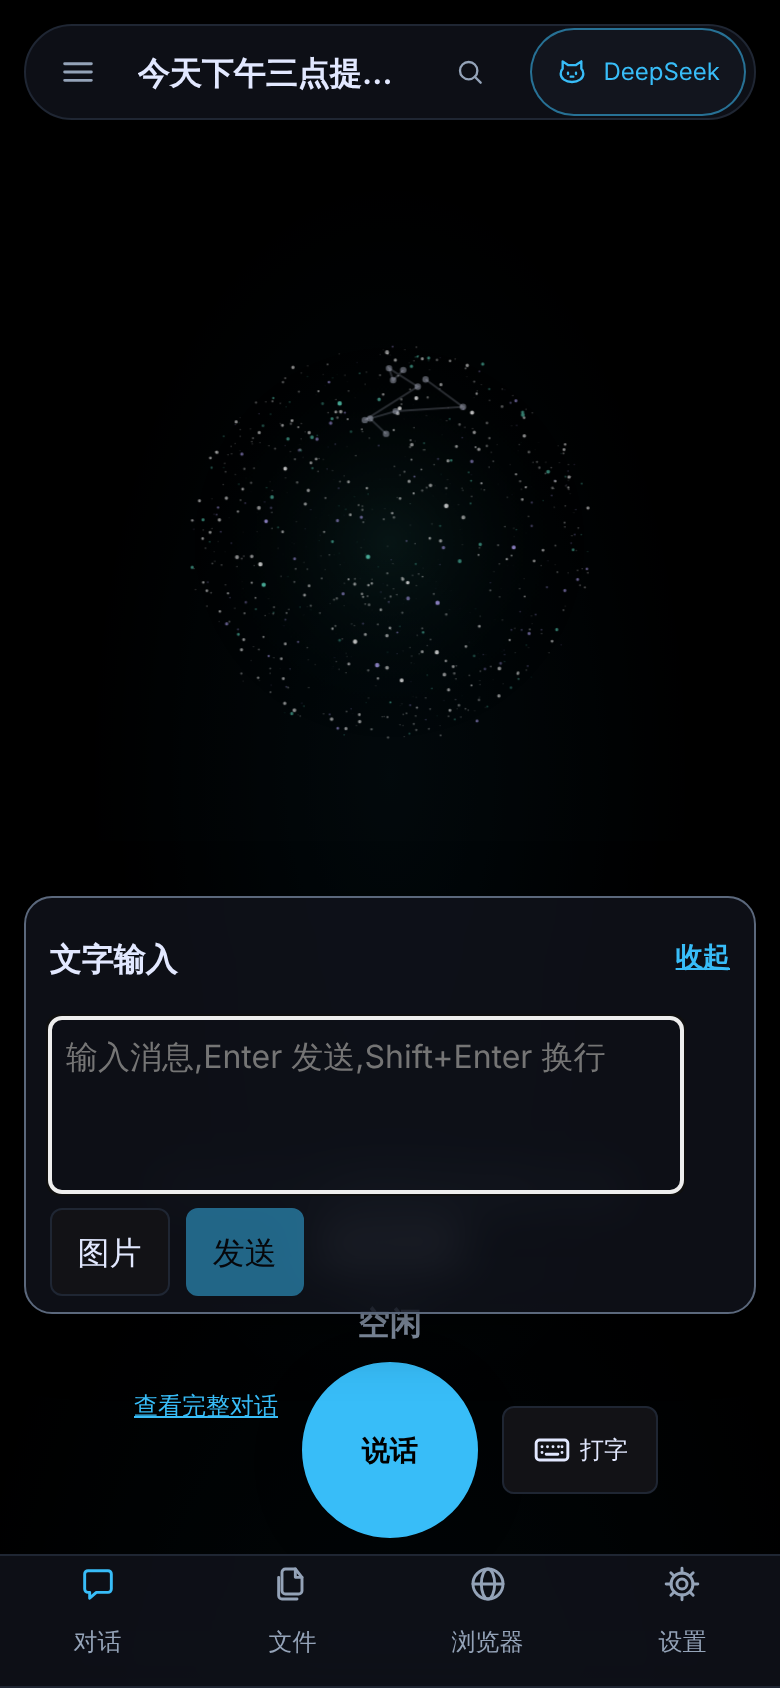 今天下午三点提...
DeepSeek
文字输入
收起
输入消息,Enter 发送,Shift+Enter 换行
图片
发送
空闲
查看完整对话
说话
打字
对话
文件
浏览器
设置